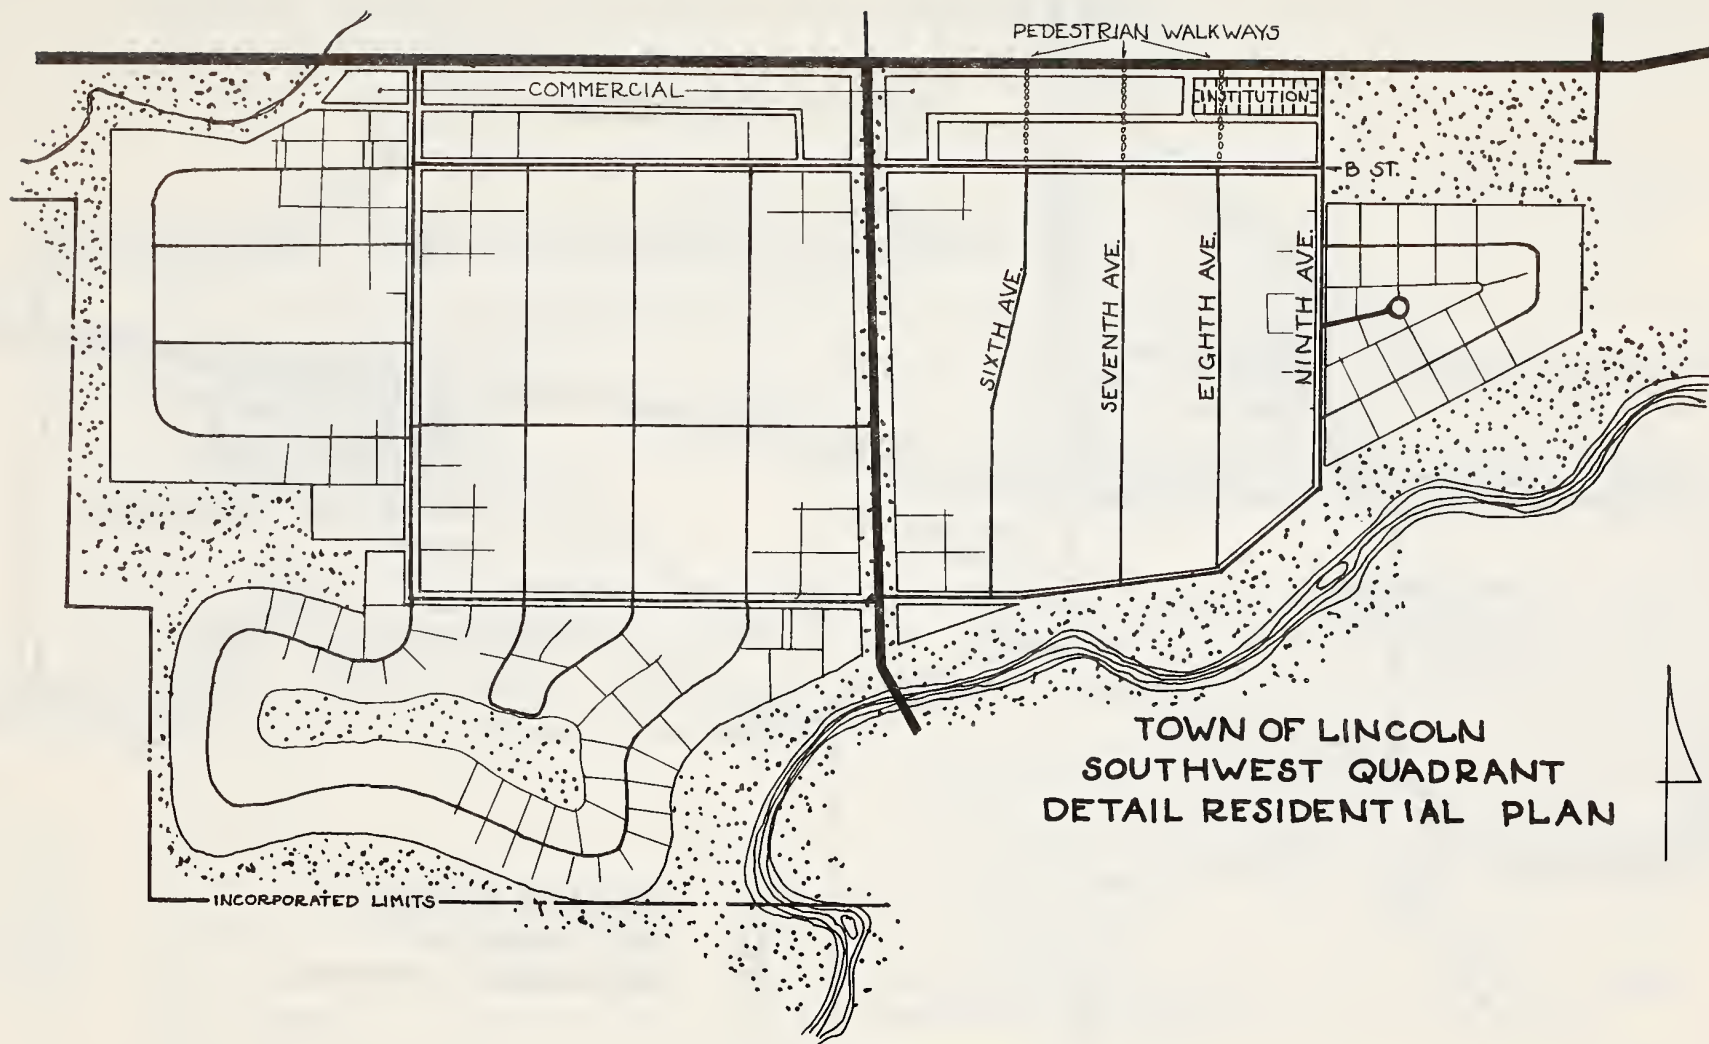 PEDESTRIAN WALKWAYS
COMMERCIAL
INSTITUTION
B ST.
SIXTH AVE.
SEVENTH AVE.
EIGHTH AVE.
NINTH AVE.
TOWN OF LINCOLN
SOUTHWEST QUADRANT
DETAIL RESIDENTIAL PLAN
INCORPORATED LIMITS